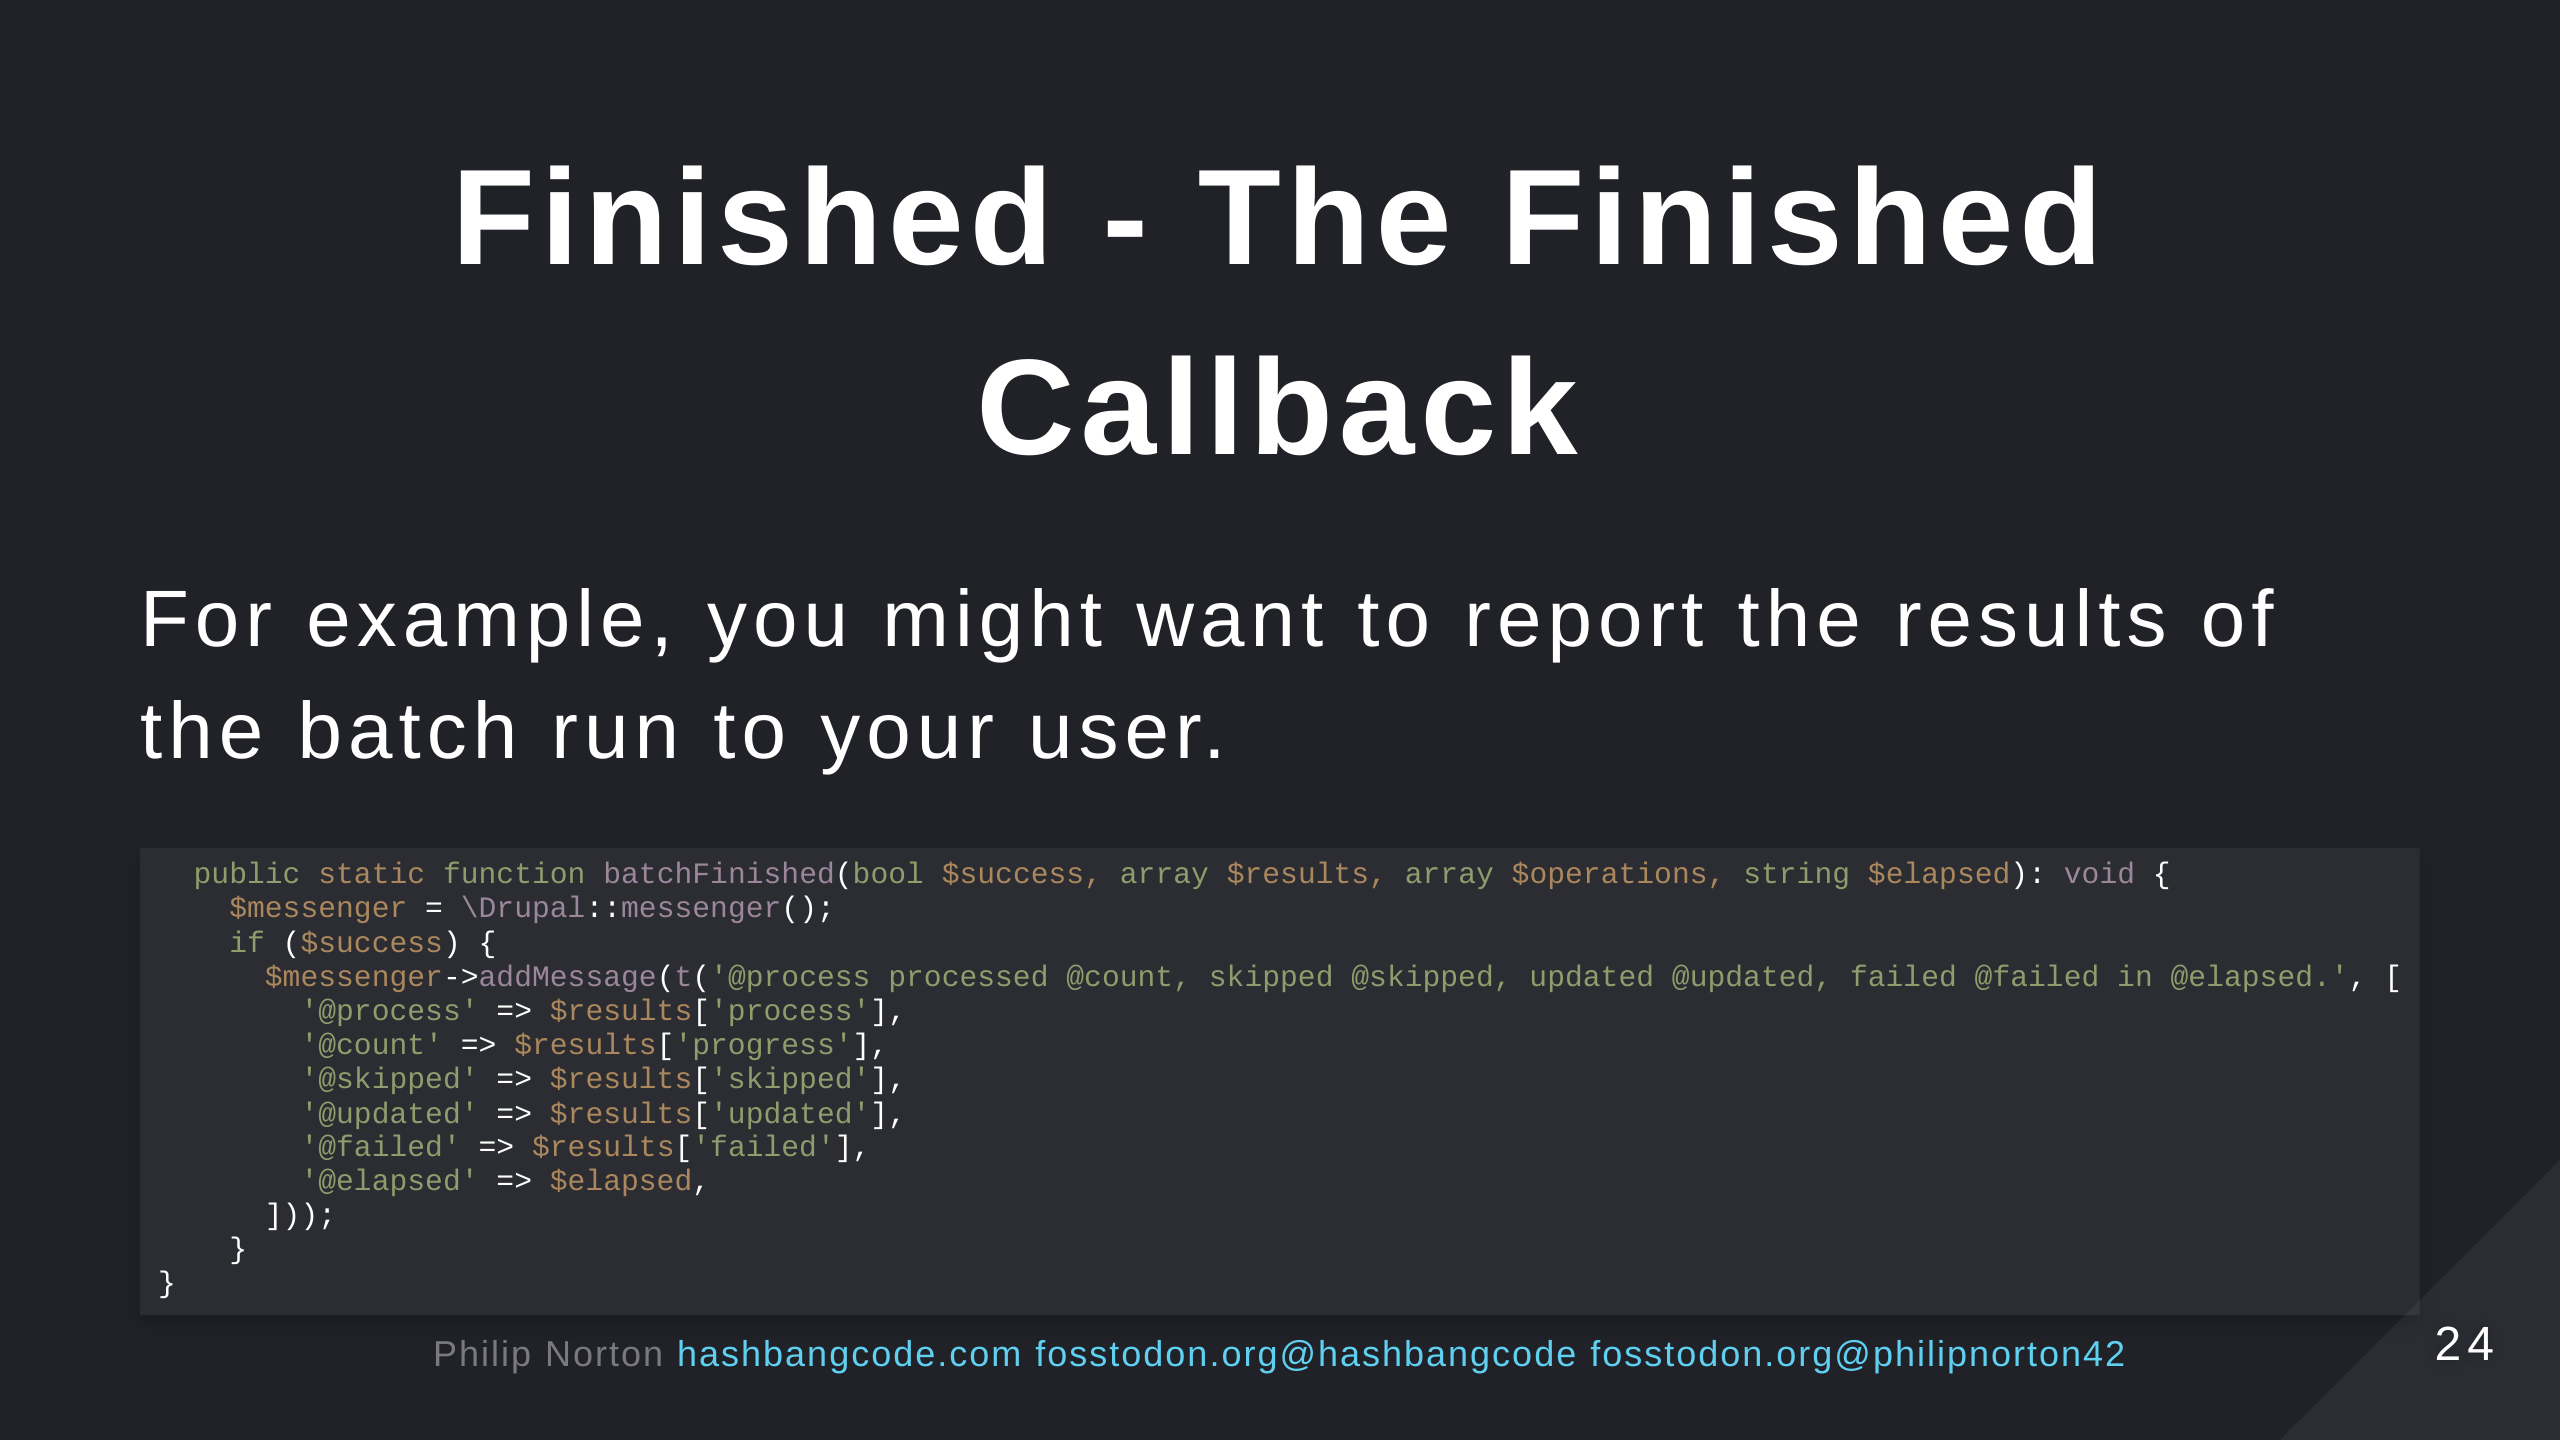 Finished - The Finished
Callback
For example, you might want to report the results of
the batch run to your user.
  public static function batchFinished(bool $success, array $results, array $operations, string $elapsed): void {
    $messenger = \Drupal::messenger();
    if ($success) {
      $messenger->addMessage(t('@process processed @count, skipped @skipped, updated @updated, failed @failed in @elapsed.', [
        '@process' => $results['process'],
        '@count' => $results['progress'],
        '@skipped' => $results['skipped'],
        '@updated' => $results['updated'],
        '@failed' => $results['failed'],
        '@elapsed' => $elapsed,
      ]));
    }
}
Philip Norton hashbangcode.com fosstodon.org@hashbangcode fosstodon.org@philipnorton42
24